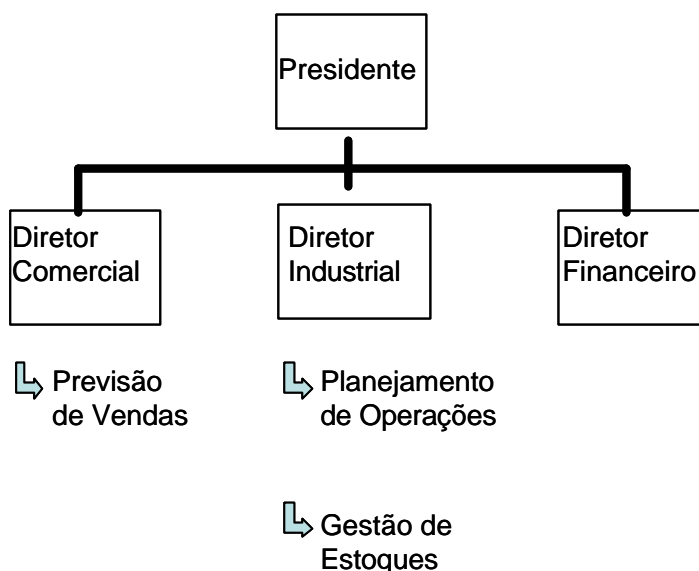 Presidente
Diretor
Comercial
Diretor
Industrial
Diretor
Financeiro
Previsão
de Vendas
Planejamento
de Operações
Gestão de
Estoques